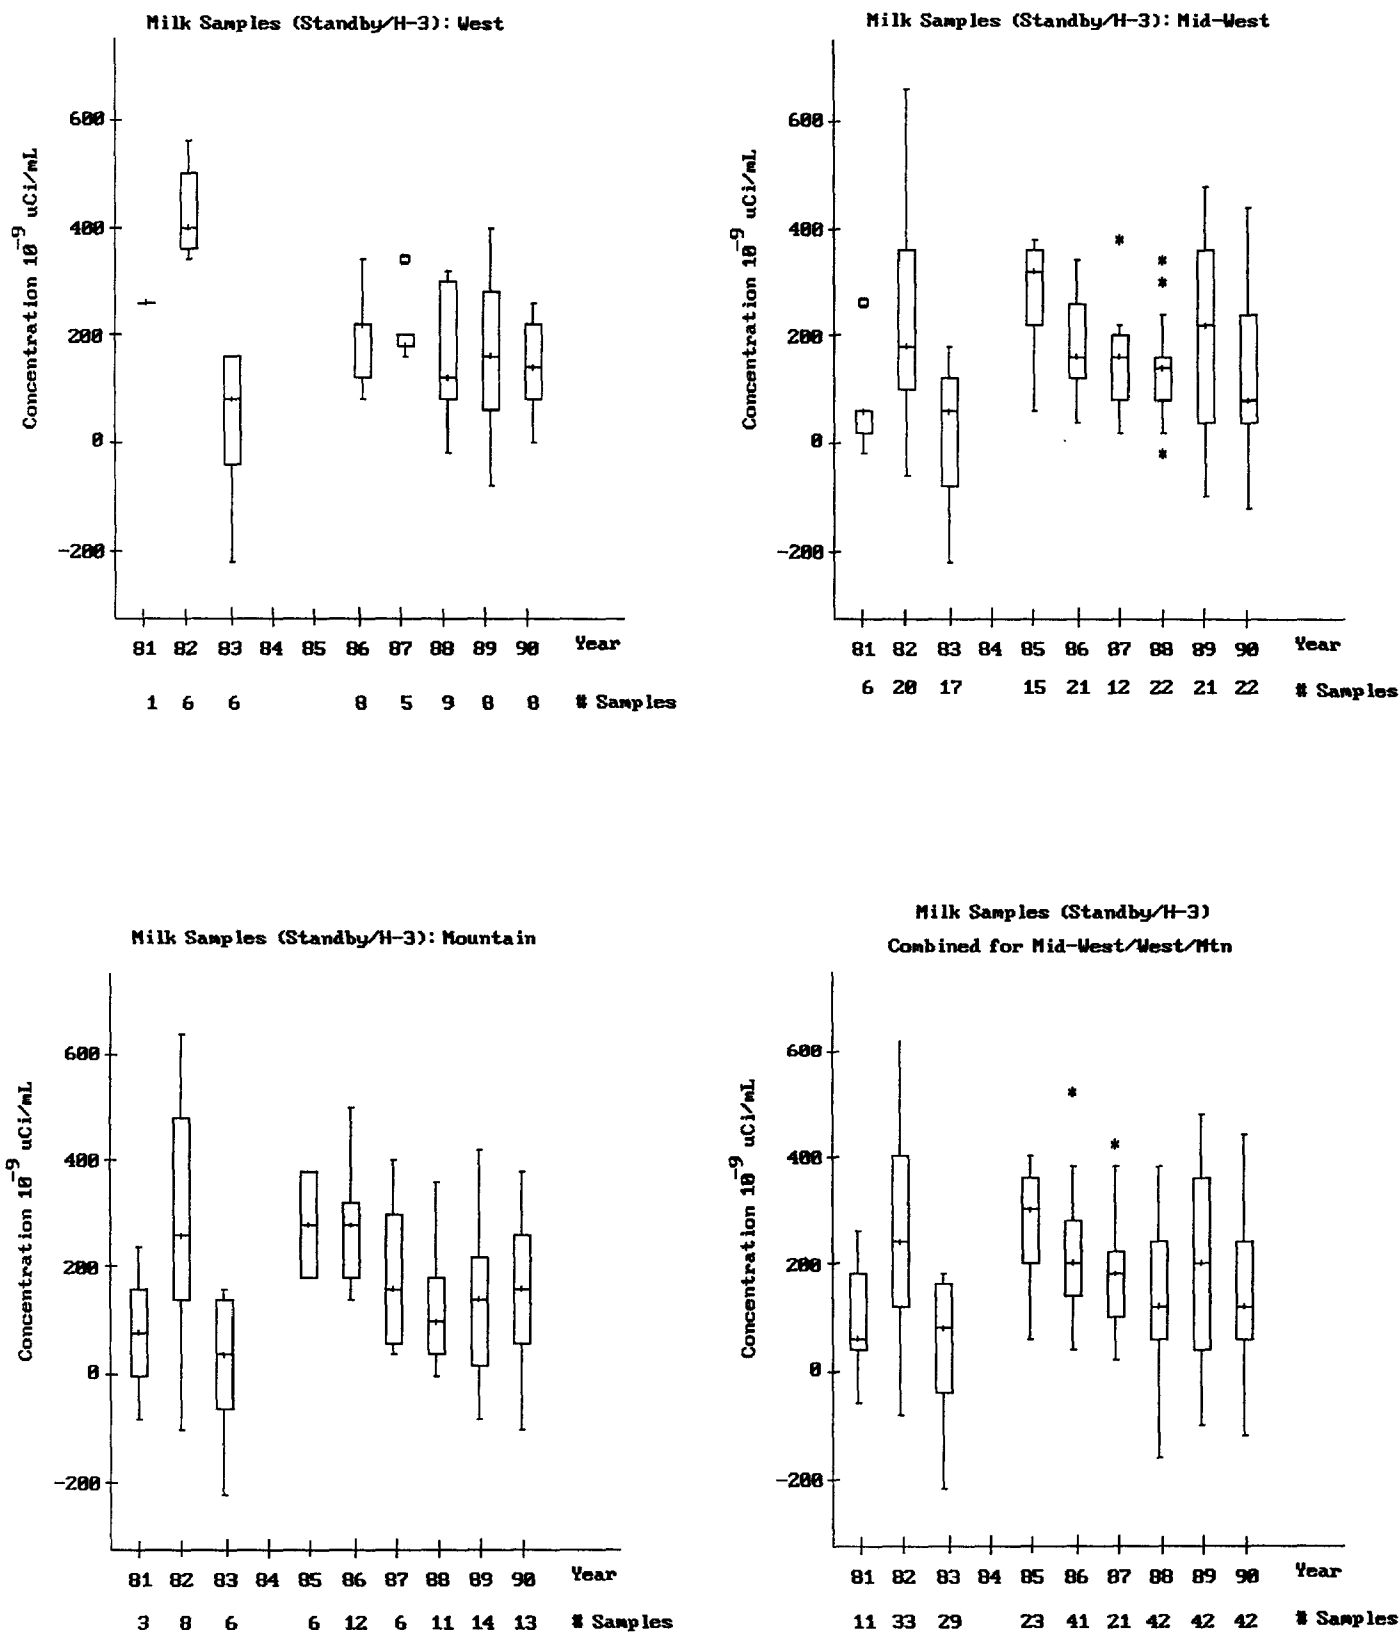 Milk Samples (Standby/H-3): West
Concentration 10^-9 uCi/mL
600
400
200
0
-200
81 82 83 84 85 86 87 88 89 90 Year
1 6 6 8 5 9 8 8 # Samples
Milk Samples (Standby/H-3): Mid-West
Concentration 10^-9 uCi/mL
600
400
200
0
-200
81 82 83 84 85 86 87 88 89 90 Year
6 20 17 15 21 12 22 21 22 # Samples
Milk Samples (Standby/H-3): Mountain
Concentration 10^-9 uCi/mL
600
400
200
0
-200
81 82 83 84 85 86 87 88 89 90 Year
3 8 6 6 12 6 11 14 13 # Samples
Milk Samples (Standby/H-3)
Combined for Mid-West/West/Mtn
Concentration 10^-9 uCi/mL
600
400
200
0
-200
81 82 83 84 85 86 87 88 89 90 Year
11 33 29 23 41 21 42 42 42 # Samples